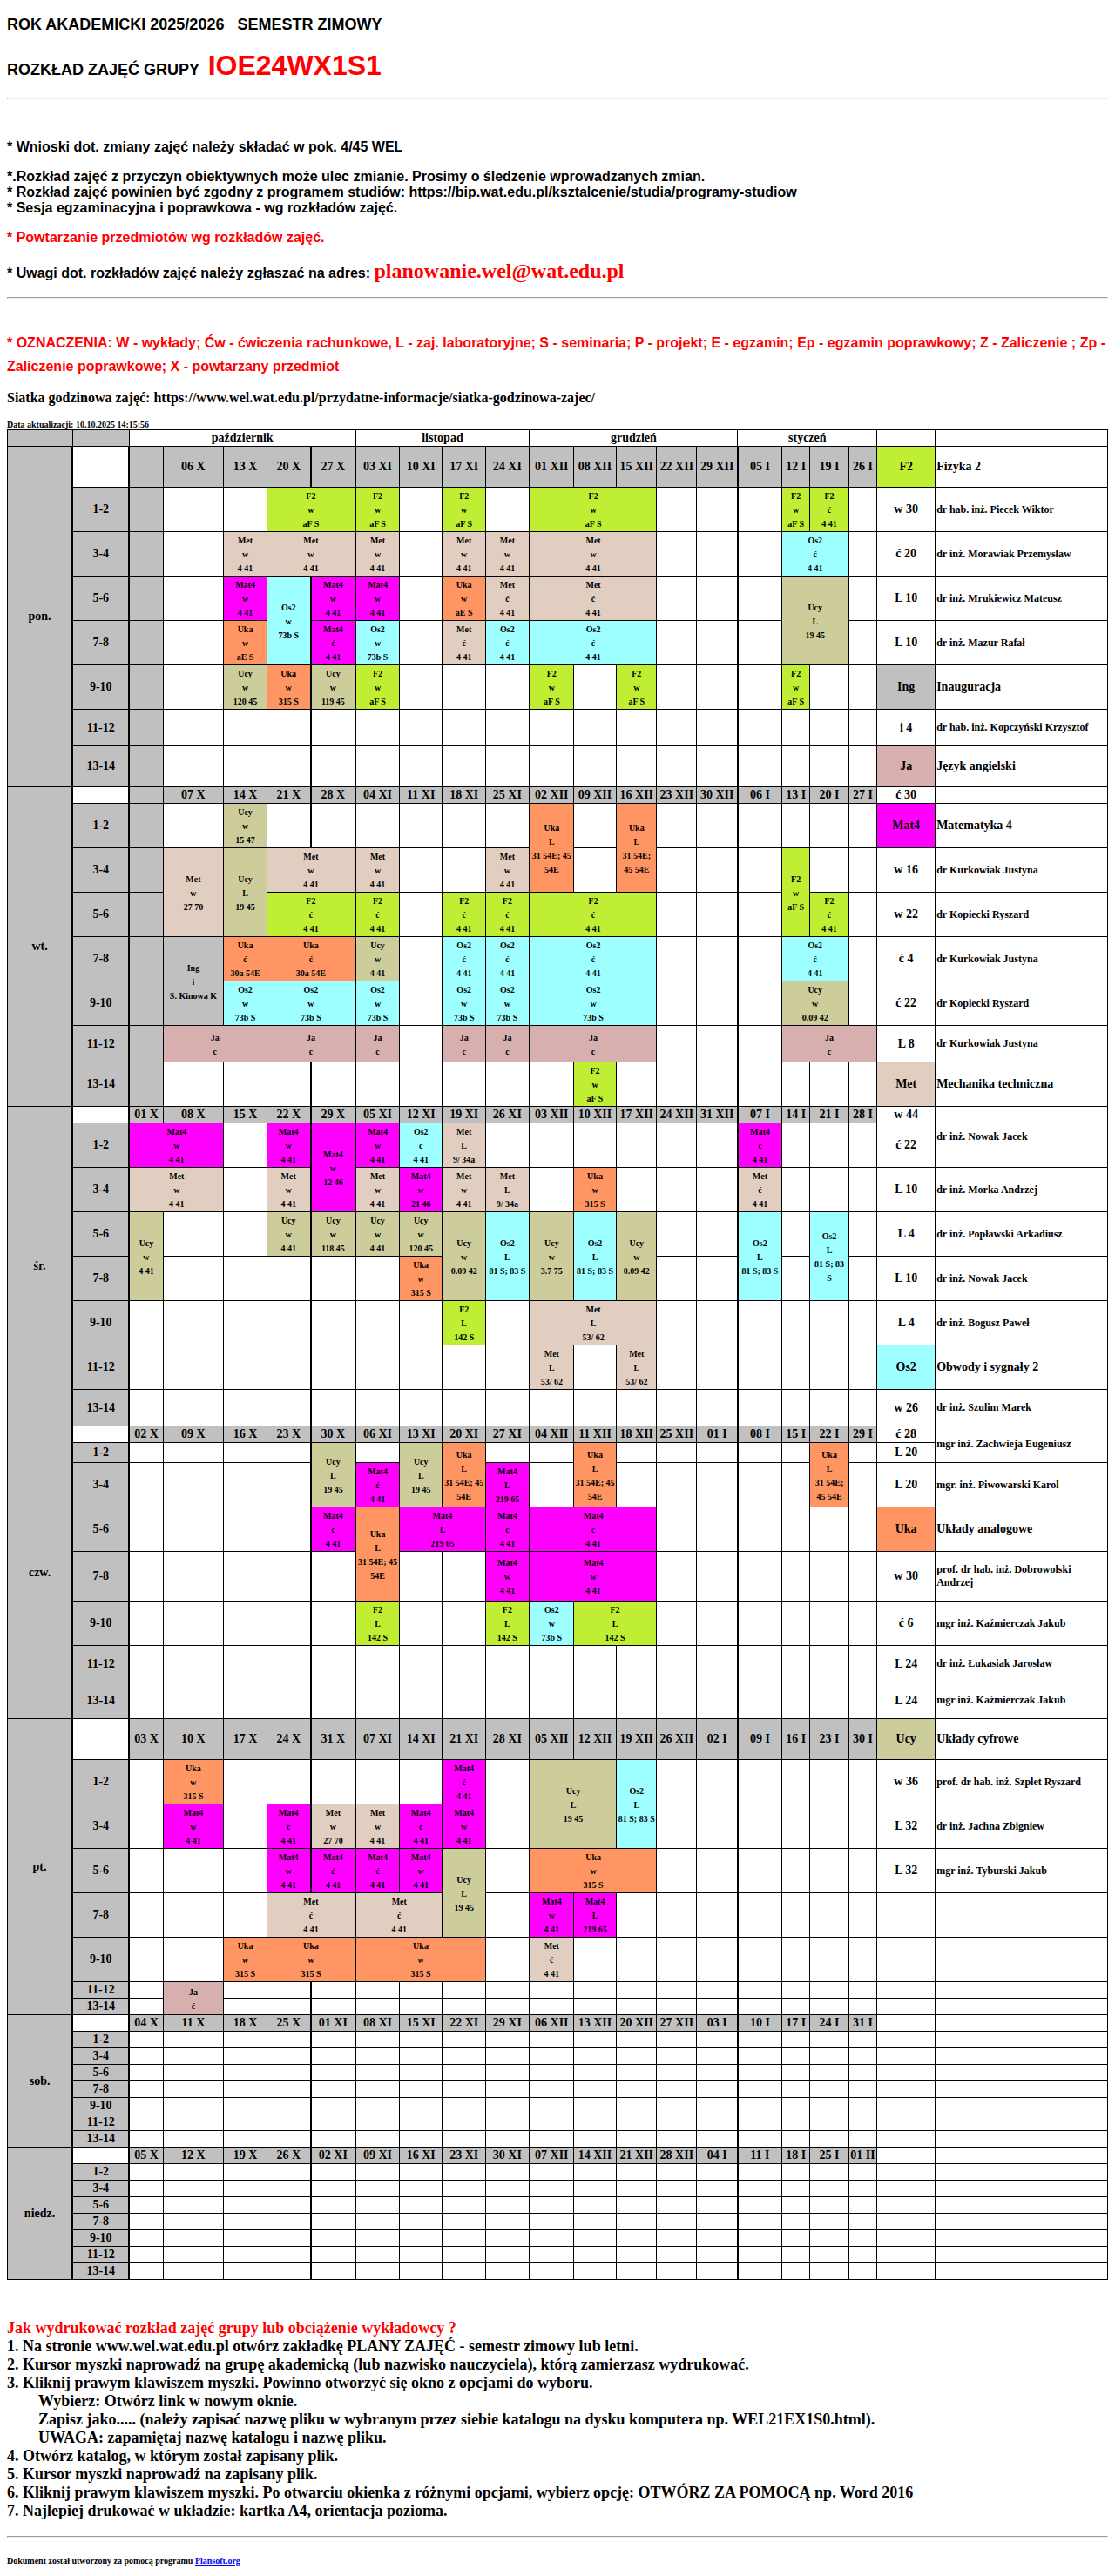 ROK AKADEMICKI 2025/2026 SEMESTR ZIMOWY
ROZKŁAD ZAJĘĆ GRUPY IOE24WX1S1
* Wnioski dot. zmiany zajęć należy składać w pok. 4/45 WEL
*.Rozkład zajęć z przyczyn obiektywnych może ulec zmianie. Prosimy o śledzenie wprowadzanych zmian.
* Rozkład zajęć powinien być zgodny z programem studiów: https://bip.wat.edu.pl/ksztalcenie/studia/programy-studiow
* Sesja egzaminacyjna i poprawkowa - wg rozkładów zajęć.
* Powtarzanie przedmiotów wg rozkładów zajęć.
* Uwagi dot. rozkładów zajęć należy zgłaszać na adres: planowanie.wel@wat.edu.pl
* OZNACZENIA: W - wykłady; Ćw - ćwiczenia rachunkowe, L - zaj. laboratoryjne; S - seminaria; P - projekt; E - egzamin; Ep - egzamin poprawkowy; Z - Zaliczenie ; Zp -
Zaliczenie poprawkowe; X - powtarzany przedmiot
Siatka godzinowa zajęć: https://www.wel.wat.edu.pl/przydatne-informacje/siatka-godzinowa-zajec/
Data aktualizacji: 10.10.2025 14:15:56
październik listopad grudzień styczeń
pon. 06 X 13 X 20 X 27 X 03 XI 10 XI 17 XI 24 XI 01 XII 08 XII 15 XII 22 XII 29 XII 05 I 12 I 19 I 26 I F2 Fizyka 2
1-2 F2 w aF S F2 w aF S F2 w aF S F2 w aF S F2 w aF S F2 ć 4 41 w 30 dr hab. inż. Piecek Wiktor
3-4 Met w 4 41 Met w 4 41 Met w 4 41 Met w 4 41 Met w 4 41 Met w 4 41 Os2 ć 4 41 ć 20 dr inż. Morawiak Przemysław
5-6 Mat4 w 4 41 Os2 w 73b S Mat4 w 4 41 Mat4 w 4 41 Uka w aE S Met ć 4 41 Met ć 4 41 Ucy L 19 45 L 10 dr inż. Mrukiewicz Mateusz
7-8 Uka w aE S Mat4 ć 4 41 Os2 w 73b S Met ć 4 41 Os2 ć 4 41 Os2 ć 4 41 L 10 dr inż. Mazur Rafał
9-10 Ucy w 120 45 Uka w 315 S Ucy w 119 45 F2 w aF S F2 w aF S F2 w aF S F2 w aF S Ing Inauguracja
11-12 i 4 dr hab. inż. Kopczyński Krzysztof
13-14 Ja Język angielski
wt. 07 X 14 X 21 X 28 X 04 XI 11 XI 18 XI 25 XI 02 XII 09 XII 16 XII 23 XII 30 XII 06 I 13 I 20 I 27 I ć 30
1-2 Ucy w 15 47 Uka L 31 54E; 45 54E Uka L 31 54E; 45 54E Mat4 Matematyka 4
3-4 Met w 27 70 Ucy L 19 45 Met w 4 41 Met w 4 41 Met w 4 41 F2 w aF S w 16 dr Kurkowiak Justyna
5-6 F2 ć 4 41 F2 ć 4 41 F2 ć 4 41 F2 ć 4 41 F2 ć 4 41 F2 ć 4 41 w 22 dr Kopiecki Ryszard
7-8 Ing i S. Kinowa K Uka ć 30a 54E Uka ć 30a 54E Ucy w 4 41 Os2 ć 4 41 Os2 ć 4 41 Os2 ć 4 41 Os2 ć 4 41 ć 4 dr Kurkowiak Justyna
9-10 Os2 w 73b S Os2 w 73b S Os2 w 73b S Os2 w 73b S Os2 w 73b S Os2 w 73b S Ucy w 0.09 42 ć 22 dr Kopiecki Ryszard
11-12 Ja ć Ja ć Ja ć Ja ć Ja ć Ja ć Ja ć L 8 dr Kurkowiak Justyna
13-14 F2 w aF S Met Mechanika techniczna
śr. 01 X 08 X 15 X 22 X 29 X 05 XI 12 XI 19 XI 26 XI 03 XII 10 XII 17 XII 24 XII 31 XII 07 I 14 I 21 I 28 I w 44 dr inż. Nowak Jacek
1-2 Mat4 w 4 41 Mat4 w 4 41 Mat4 w 12 46 Mat4 w 4 41 Os2 ć 4 41 Met L 9/ 34a Mat4 ć 4 41 ć 22
3-4 Met w 4 41 Met w 4 41 Met w 4 41 Mat4 w 21 46 Met w 4 41 Met L 9/ 34a Uka w 315 S Met ć 4 41 L 10 dr inż. Morka Andrzej
5-6 Ucy w 4 41 Ucy w 4 41 Ucy w 118 45 Ucy w 4 41 Ucy w 120 45 Ucy w 0.09 42 Os2 L 81 S; 83 S Ucy w 3.7 75 Os2 L 81 S; 83 S Ucy w 0.09 42 Os2 L 81 S; 83 S Os2 L 81 S; 83 S L 4 dr inż. Popławski Arkadiusz
7-8 Uka w 315 S L 10 dr inż. Nowak Jacek
9-10 F2 L 142 S Met L 53/ 62 L 4 dr inż. Bogusz Paweł
11-12 Met L 53/ 62 Met L 53/ 62 Os2 Obwody i sygnały 2
13-14 w 26 dr inż. Szulim Marek
czw. 02 X 09 X 16 X 23 X 30 X 06 XI 13 XI 20 XI 27 XI 04 XII 11 XII 18 XII 25 XII 01 I 08 I 15 I 22 I 29 I ć 28 mgr inż. Zachwieja Eugeniusz
1-2 Ucy L 19 45 Ucy L 19 45 Uka L 31 54E; 45 54E Uka L 31 54E; 45 54E Uka L 31 54E; 45 54E L 20
3-4 Mat4 ć 4 41 Mat4 L 219 65 L 20 mgr. inż. Piwowarski Karol
5-6 Mat4 ć 4 41 Uka L 31 54E; 45 54E Mat4 L 219 65 Mat4 ć 4 41 Mat4 ć 4 41 Uka Układy analogowe
7-8 Mat4 w 4 41 Mat4 w 4 41 w 30 prof. dr hab. inż. Dobrowolski Andrzej
9-10 F2 L 142 S F2 L 142 S Os2 w 73b S F2 L 142 S ć 6 mgr inż. Kaźmierczak Jakub
11-12 L 24 dr inż. Łukasiak Jarosław
13-14 L 24 mgr inż. Kaźmierczak Jakub
pt. 03 X 10 X 17 X 24 X 31 X 07 XI 14 XI 21 XI 28 XI 05 XII 12 XII 19 XII 26 XII 02 I 09 I 16 I 23 I 30 I Ucy Układy cyfrowe
1-2 Uka w 315 S Mat4 ć 4 41 Ucy L 19 45 Os2 L 81 S; 83 S w 36 prof. dr hab. inż. Szplet Ryszard
3-4 Mat4 w 4 41 Mat4 ć 4 41 Met w 27 70 Met w 4 41 Mat4 ć 4 41 Mat4 w 4 41 L 32 dr inż. Jachna Zbigniew
5-6 Mat4 w 4 41 Mat4 ć 4 41 Mat4 ć 4 41 Mat4 w 4 41 Ucy L 19 45 Uka w 315 S L 32 mgr inż. Tyburski Jakub
7-8 Met ć 4 41 Met ć 4 41 Mat4 w 4 41 Mat4 L 219 65
9-10 Uka w 315 S Uka w 315 S Uka w 315 S Met ć 4 41
11-12 Ja ć
13-14
sob. 04 X 11 X 18 X 25 X 01 XI 08 XI 15 XI 22 XI 29 XI 06 XII 13 XII 20 XII 27 XII 03 I 10 I 17 I 24 I 31 I
1-2
3-4
5-6
7-8
9-10
11-12
13-14
niedz. 05 X 12 X 19 X 26 X 02 XI 09 XI 16 XI 23 XI 30 XI 07 XII 14 XII 21 XII 28 XII 04 I 11 I 18 I 25 I 01 II
1-2
3-4
5-6
7-8
9-10
11-12
13-14
Jak wydrukować rozkład zajęć grupy lub obciążenie wykładowcy ?
1. Na stronie www.wel.wat.edu.pl otwórz zakładkę PLANY ZAJĘĆ - semestr zimowy lub letni.
2. Kursor myszki naprowadź na grupę akademicką (lub nazwisko nauczyciela), którą zamierzasz wydrukować.
3. Kliknij prawym klawiszem myszki. Powinno otworzyć się okno z opcjami do wyboru.
Wybierz: Otwórz link w nowym oknie.
Zapisz jako..... (należy zapisać nazwę pliku w wybranym przez siebie katalogu na dysku komputera np. WEL21EX1S0.html).
UWAGA: zapamiętaj nazwę katalogu i nazwę pliku.
4. Otwórz katalog, w którym został zapisany plik.
5. Kursor myszki naprowadź na zapisany plik.
6. Kliknij prawym klawiszem myszki. Po otwarciu okienka z różnymi opcjami, wybierz opcję: OTWÓRZ ZA POMOCĄ np. Word 2016
7. Najlepiej drukować w układzie: kartka A4, orientacja pozioma.
Dokument został utworzony za pomocą programu Plansoft.org